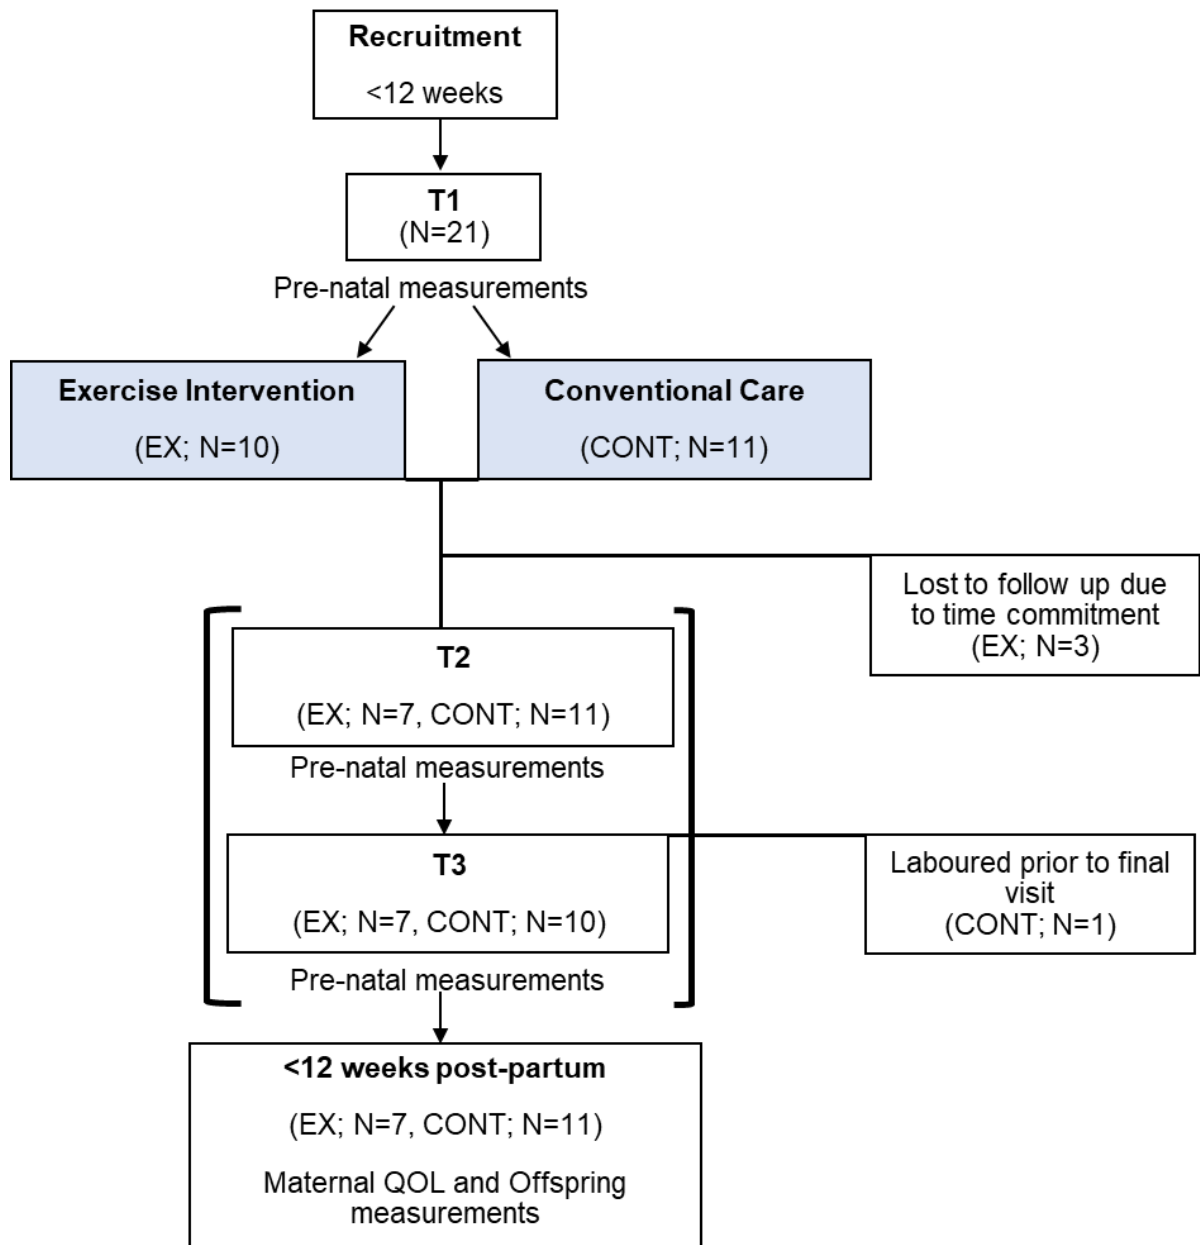 Recruitment
<12 weeks
T1
(N=21)
Pre-natal measurements
Exercise Intervention
(EX; N=10)
Conventional Care
(CONT; N=11)
Lost to follow up due
to time commitment
(EX; N=3)
T2
(EX; N=7, CONT; N=11)
Pre-natal measurements
T3
(EX; N=7, CONT; N=10)
Laboured prior to final
visit
(CONT; N=1)
Pre-natal measurements
<12 weeks post-partum
(EX; N=7, CONT; N=11)
Maternal QOL and Offspring
measurements